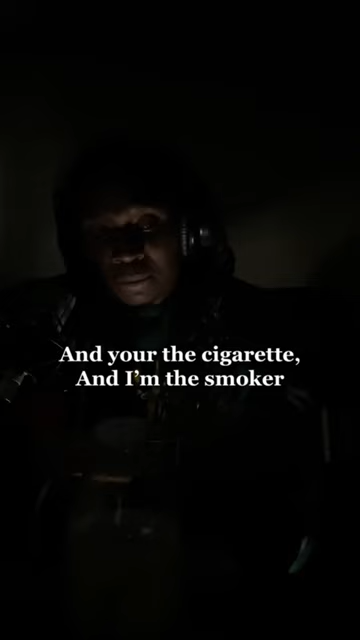 And your the cigarette,
And I'm the smoker